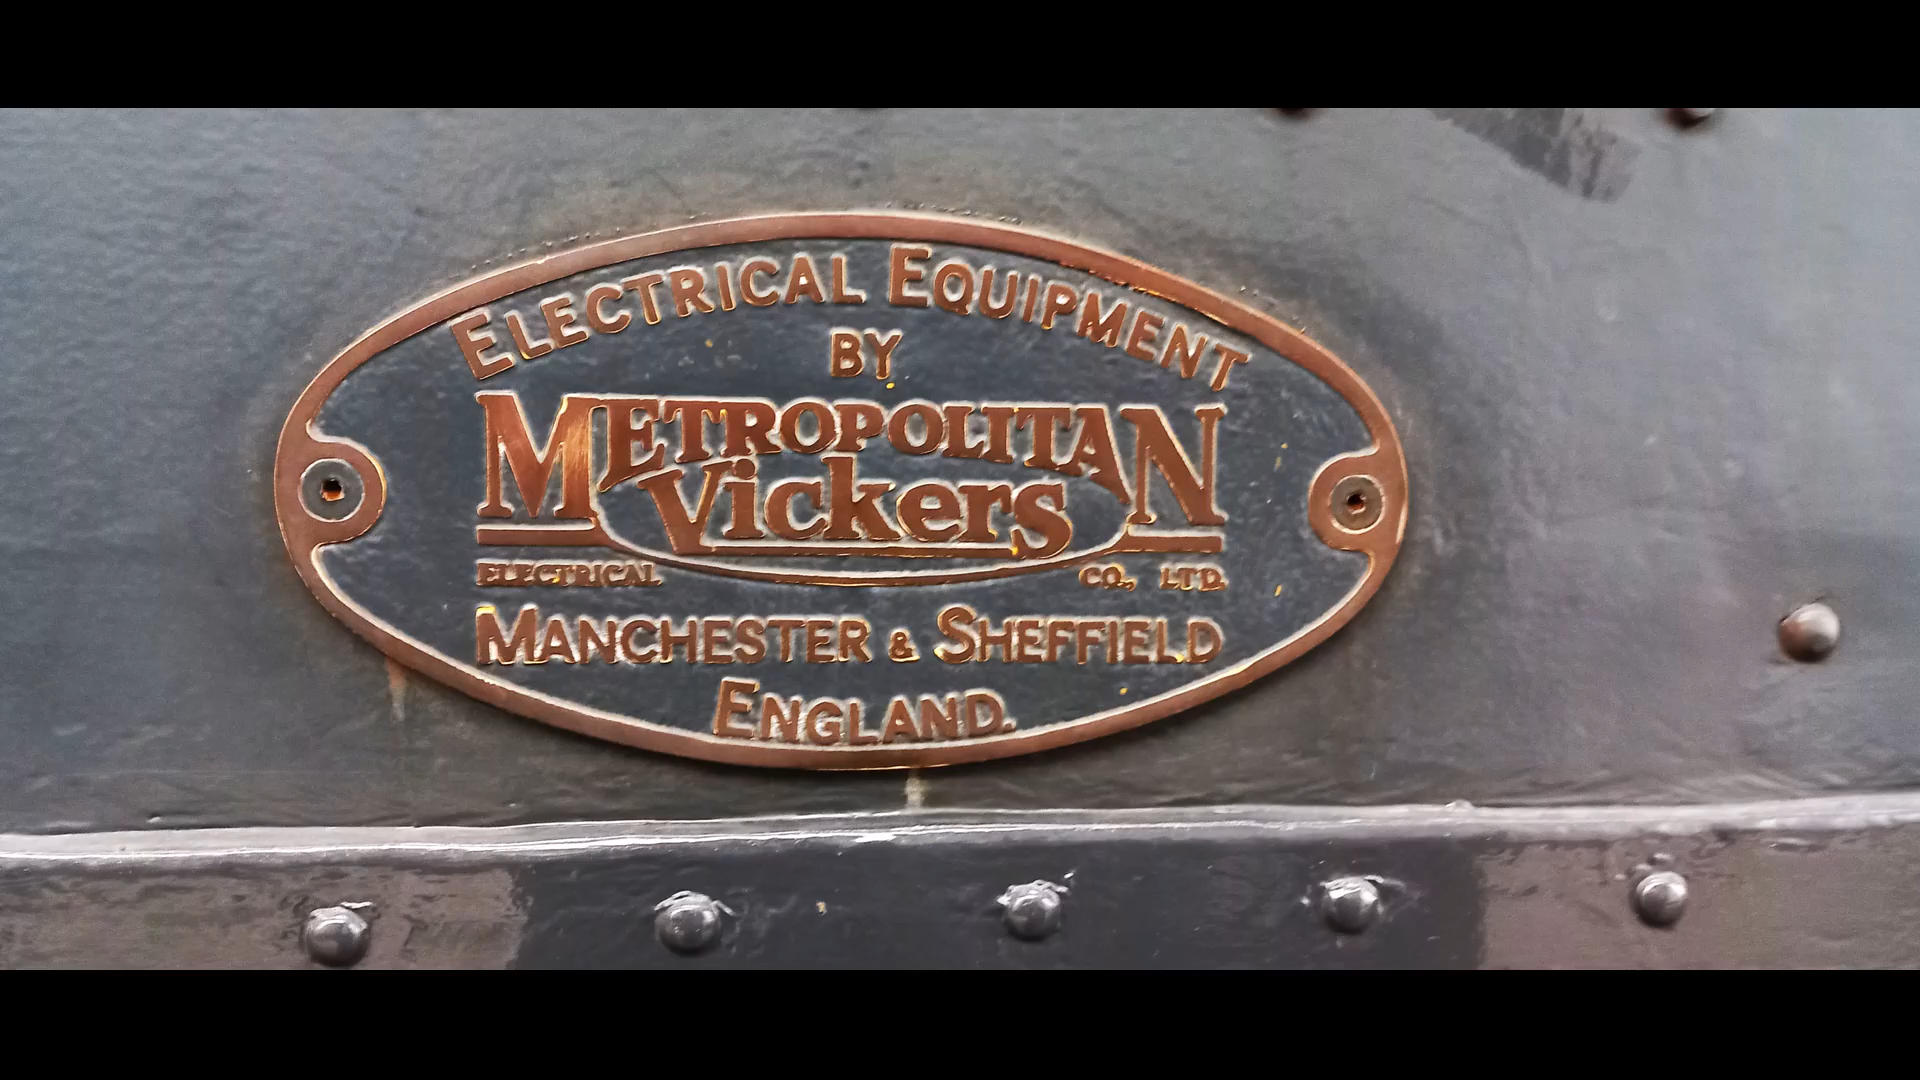 ELECTRICAL EQUIPMENT
BY
METROPOLITAN
Vickers
ELECTRICAL CO., LTD.
MANCHESTER & SHEFFIELD
ENGLAND.